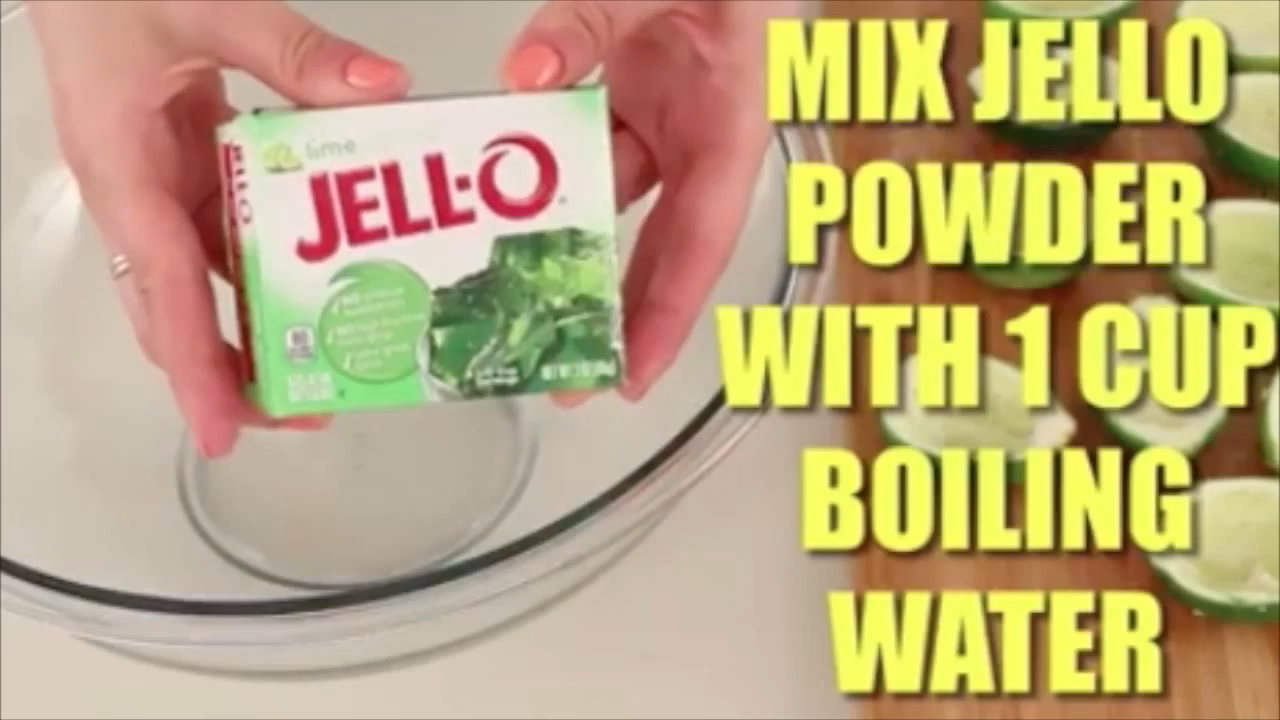 lime
JELL-O
MIX JELLO
POWDER
WITH 1 CUP
BOILING
WATER